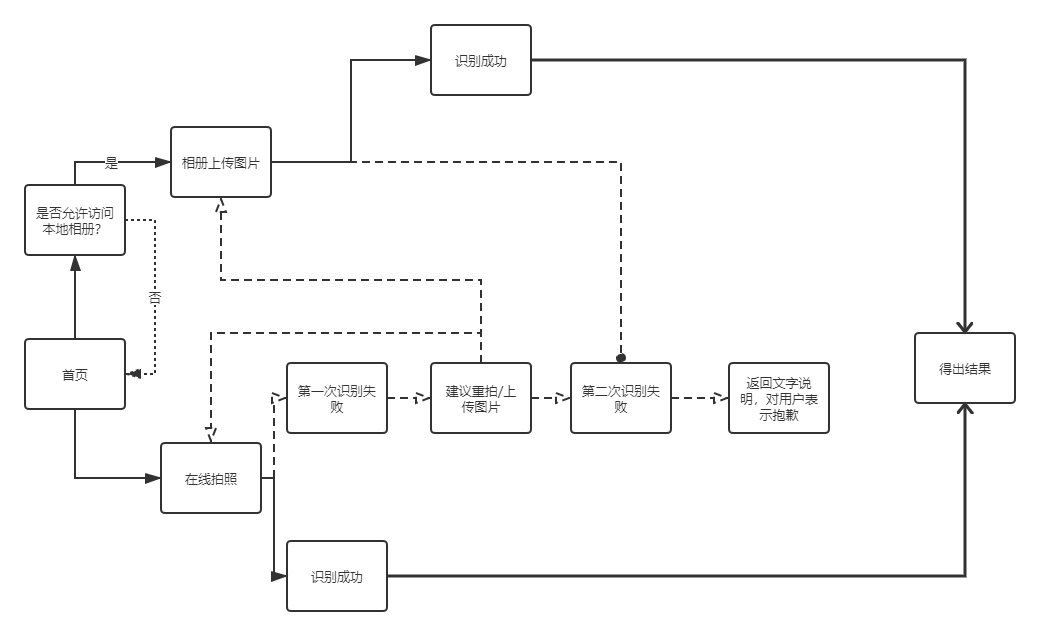 识别成功
是
相册上传图片
是否允许访问
本地相册?
否
首页
第一次识别失
败
建议重拍/上
传图片
第二次识别失
败
返回文字说
明，对用户表
示抱歉
得出结果
在线拍照
识别成功